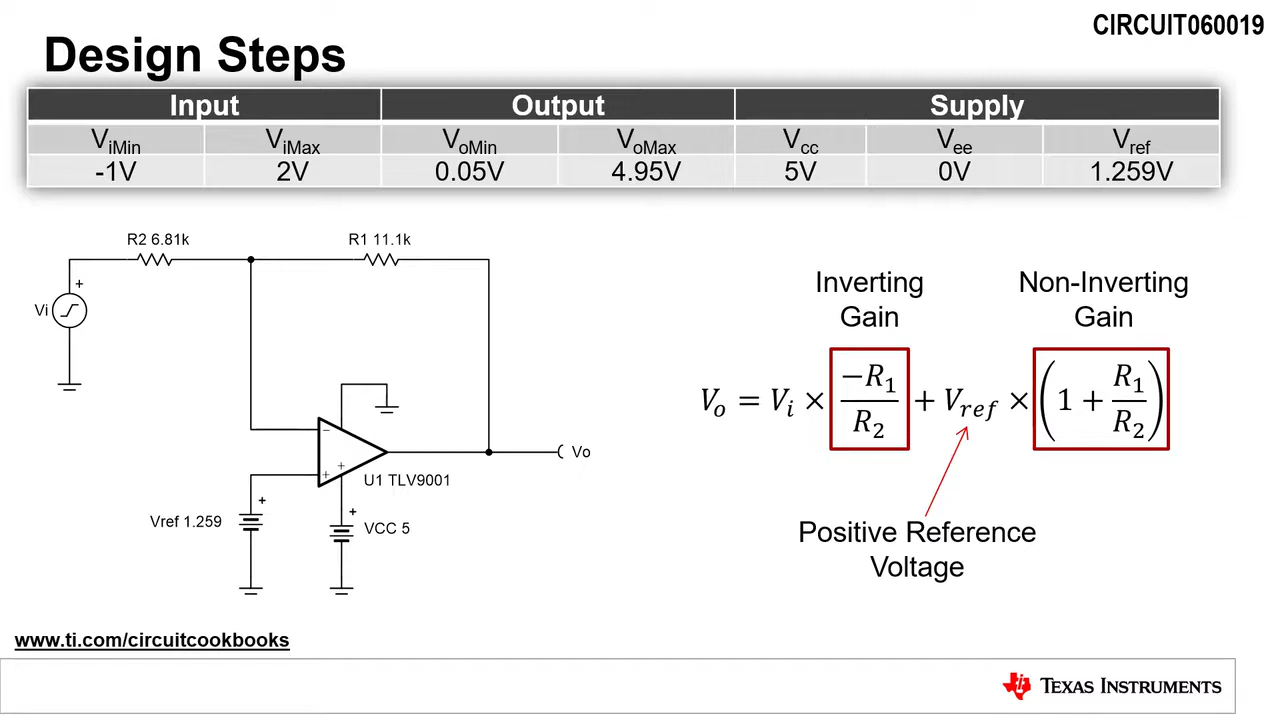 CIRCUIT060019
Design Steps
Input Output Supply
ViMin ViMax VoMin VoMax Vcc Vee Vref
-1V 2V 0.05V 4.95V 5V 0V 1.259V
R2 6.81k R1 11.1k
+
Vi
−
+
+
U1 TLV9001
Vo
+
Vref 1.259
+
VCC 5
Inverting
Gain
Non-Inverting
Gain
Vo = Vi × −R1/R2 + Vref × (1 + R1/R2)
Positive Reference
Voltage
www.ti.com/circuitcookbooks
TEXAS INSTRUMENTS